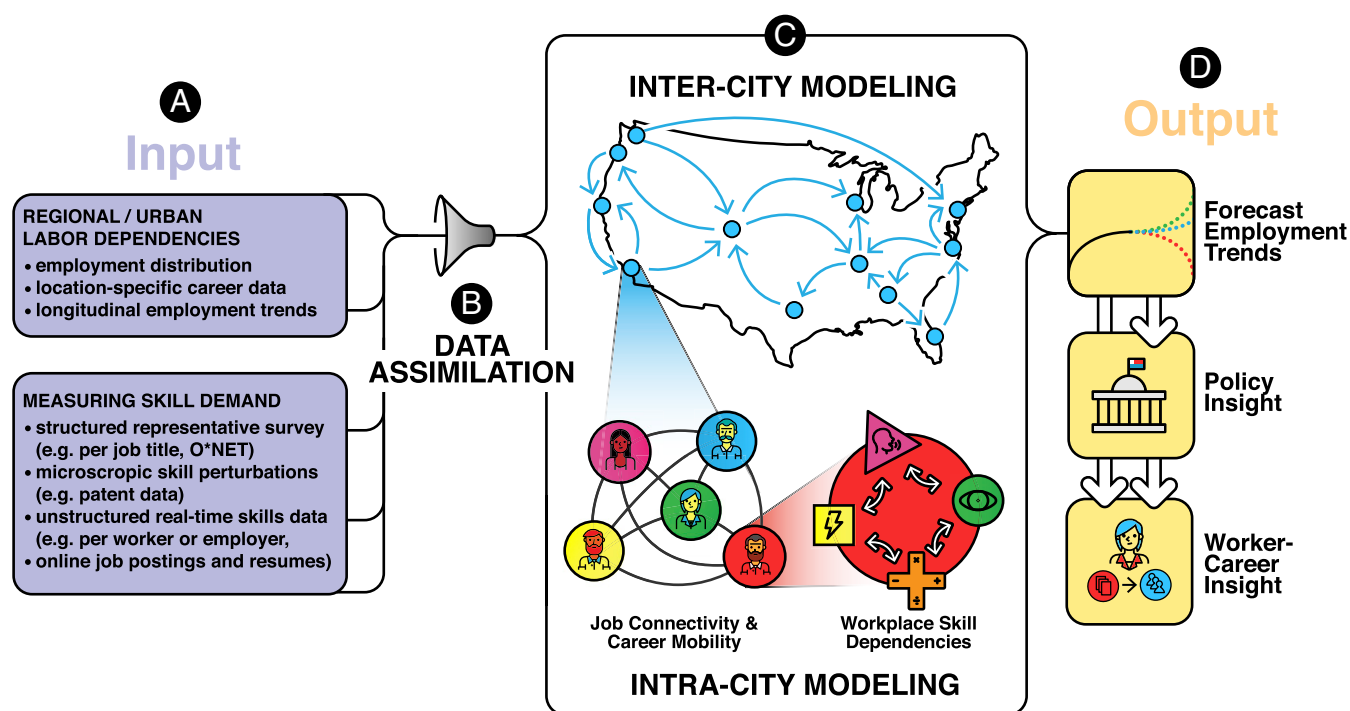 A
Input
REGIONAL / URBAN
LABOR DEPENDENCIES
• employment distribution
• location-specific career data
• longitudinal employment trends
MEASURING SKILL DEMAND
• structured representative survey
(e.g. per job title, O*NET)
• microscopic skill perturbations
(e.g. patent data)
• unstructured real-time skills data
(e.g. per worker or employer,
• online job postings and resumes)
B
DATA
ASSIMILATION
C
INTER-CITY MODELING
Job Connectivity &
Career Mobility
Workplace Skill
Dependencies
INTRA-CITY MODELING
D
Output
Forecast
Employment
Trends
Policy
Insight
Worker-
Career
Insight